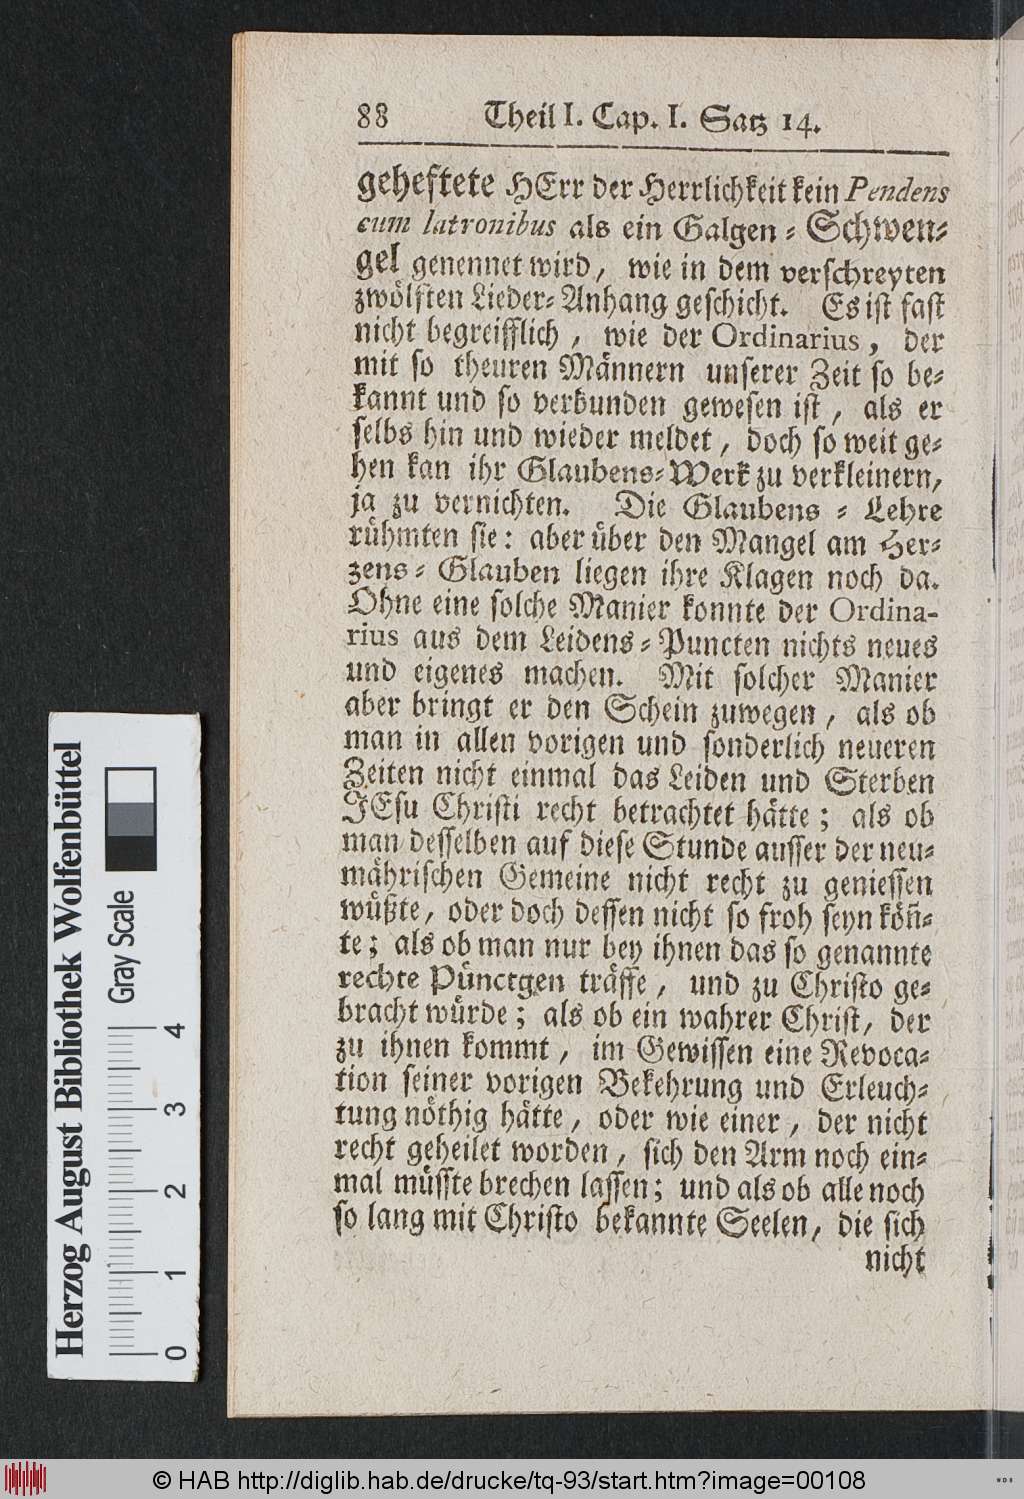 88 Theil I. Cap. I. Satz 14.
geheftete HErr der Herrlichkeit kein Pendens
cum latronibus als ein Galgen-Schwen-
gel genennet wird, wie in dem verschreyten
zwölften Lieder-Anhang geschicht. Es ist fast
nicht begreifflich, wie der Ordinarius, der
mit so theuren Männern unserer Zeit so be-
kannt und so verbunden gewesen ist, als er
selbs hin und wieder meldet, doch so weit ge-
hen kan ihr Glaubens-Werk zu verkleinern,
ja zu vernichten. Die Glaubens-Lehre
rühmten sie: aber über den Mangel am Her-
zens-Glauben liegen ihre Klagen noch da.
Ohne eine solche Manier konnte der Ordina-
rius aus dem Leidens-Puncten nichts neues
und eigenes machen. Mit solcher Manier
aber bringt er den Schein zuwegen, als ob
man in allen vorigen und sonderlich neueren
Zeiten nicht einmal das Leiden und Sterben
JEsu Christi recht betrachtet hätte; als ob
man desselben auf diese Stunde ausser der neu-
mährischen Gemeine nicht recht zu geniessen
wüßte, oder doch dessen nicht so froh seyn köñ-
te; als ob man nur bey ihnen das so genannte
rechte Pünctgen träffe, und zu Christo ge-
bracht würde; als ob ein wahrer Christ, der
zu ihnen kommt, im Gewissen eine Revoca-
tion seiner vorigen Bekehrung und Erleuch-
tung nöthig hätte, oder wie einer, der nicht
recht geheilet worden, sich den Arm noch ein-
mal müsste brechen lassen; und als ob alle noch
so lang mit Christo bekannte Seelen, die sich
nicht
Herzog August Bibliothek Wolfenbüttel
Gray Scale
0 1 2 3 4
© HAB http://diglib.hab.de/drucke/tq-93/start.htm?image=00108